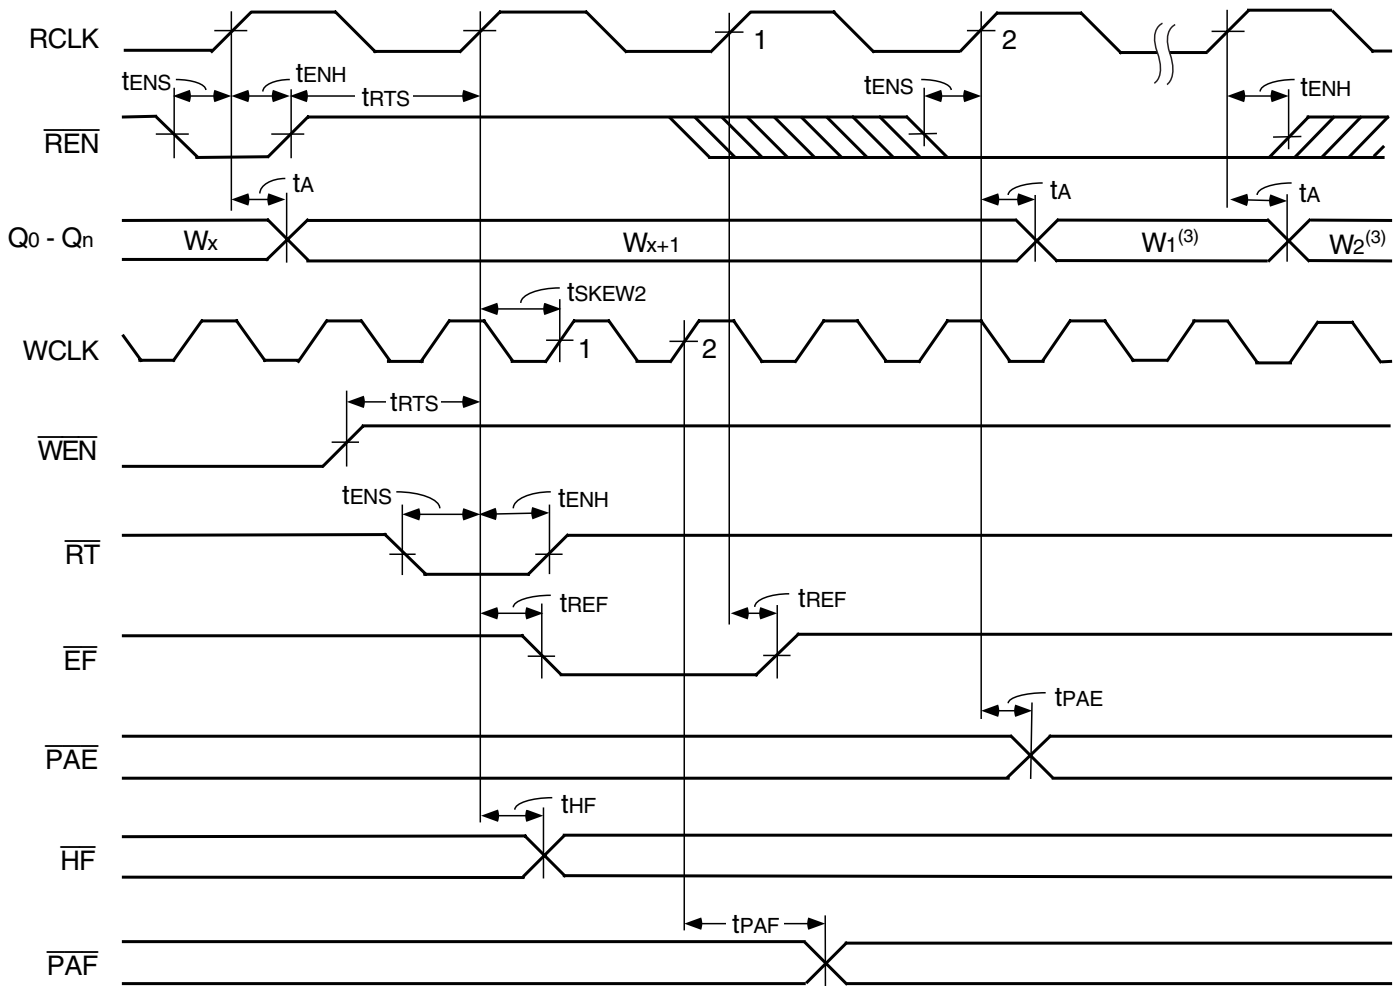 RCLK 1 2
tENS tENH tRTS tENS tENH
REN
tA tA tA
Q0 - Qn Wx Wx+1 W1(3) W2(3)
tSKEW2
WCLK 1 2
tRTS
WEN
tENS tENH
RT
tREF tREF
EF
tPAE
PAE
tHF
HF
tPAF
PAF